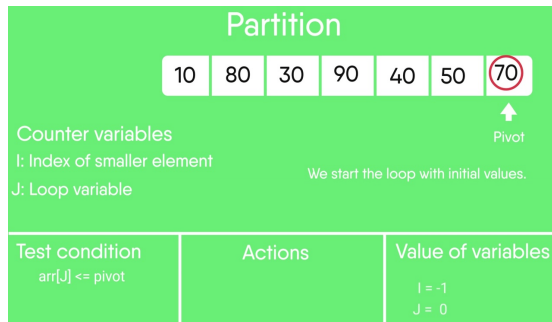 Partition
10 80 30 90 40 50 70
Pivot
Counter variables
I: Index of smaller element
J: Loop variable
We start the loop with initial values.
Test condition
arr[J] <= pivot
Actions
Value of variables
I = -1
J = 0